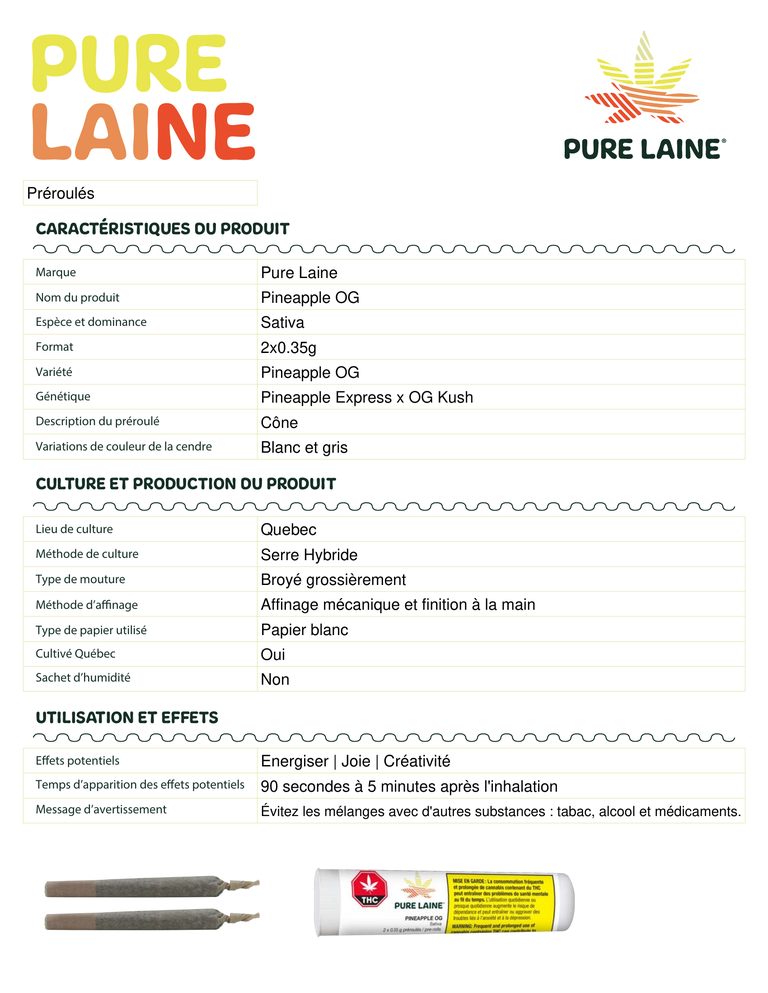 PURE
LAINE
PURE LAINE®
Préroulés
CARACTÉRISTIQUES DU PRODUIT
Marque Pure Laine
Nom du produit Pineapple OG
Espèce et dominance Sativa
Format 2x0.35g
Variété Pineapple OG
Génétique Pineapple Express x OG Kush
Description du préroulé Cône
Variations de couleur de la cendre Blanc et gris
CULTURE ET PRODUCTION DU PRODUIT
Lieu de culture Quebec
Méthode de culture Serre Hybride
Type de mouture Broyé grossièrement
Méthode d’affinage Affinage mécanique et finition à la main
Type de papier utilisé Papier blanc
Cultivé Québec Oui
Sachet d’humidité Non
UTILISATION ET EFFETS
Effets potentiels Energiser | Joie | Créativité
Temps d’apparition des effets potentiels 90 secondes à 5 minutes après l'inhalation
Message d’avertissement Évitez les mélanges avec d'autres substances : tabac, alcool et médicaments.
THC
PURE LAINE
PINEAPPLE OG
Sativa
2 x 0.35 g préroulés / pre-rolls
MISE EN GARDE : La consommation fréquente
et prolongée de cannabis contenant du THC
peut entraîner des problèmes de santé mentale
au fil du temps. L'utilisation quotidienne ou
presque quotidienne augmente le risque de
dépendance et peut entraîner ou aggraver des
troubles liés à l'anxiété et à la dépression.
WARNING: Frequent and prolonged use of
cannabis containing THC can contribute to